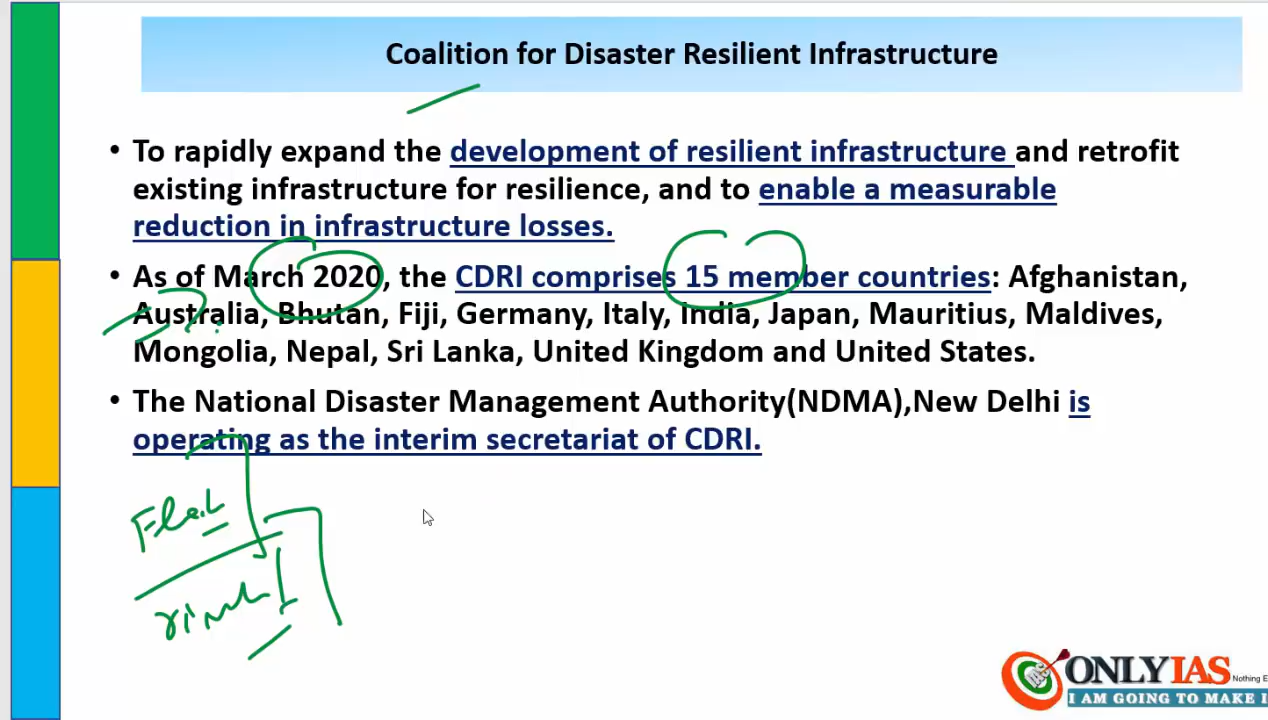 Coalition for Disaster Resilient Infrastructure
• To rapidly expand the development of resilient infrastructure and retrofit
existing infrastructure for resilience, and to enable a measurable
reduction in infrastructure losses.
• As of March 2020, the CDRI comprises 15 member countries: Afghanistan,
Australia, Bhutan, Fiji, Germany, Italy, India, Japan, Mauritius, Maldives,
Mongolia, Nepal, Sri Lanka, United Kingdom and United States.
• The National Disaster Management Authority(NDMA),New Delhi is
operating as the interim secretariat of CDRI.
ONLYIAS
Nothing E
I AM GOING TO MAKE I